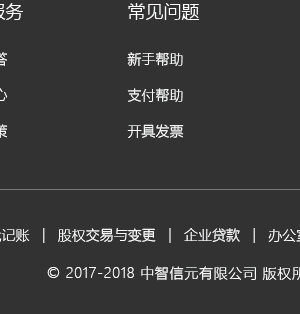 服务 常见问题
答 新手帮助
心 支付帮助
策 开具发票
记账 | 股权交易与变更 | 企业贷款 | 办公
© 2017-2018 中智信元有限公司 版权所